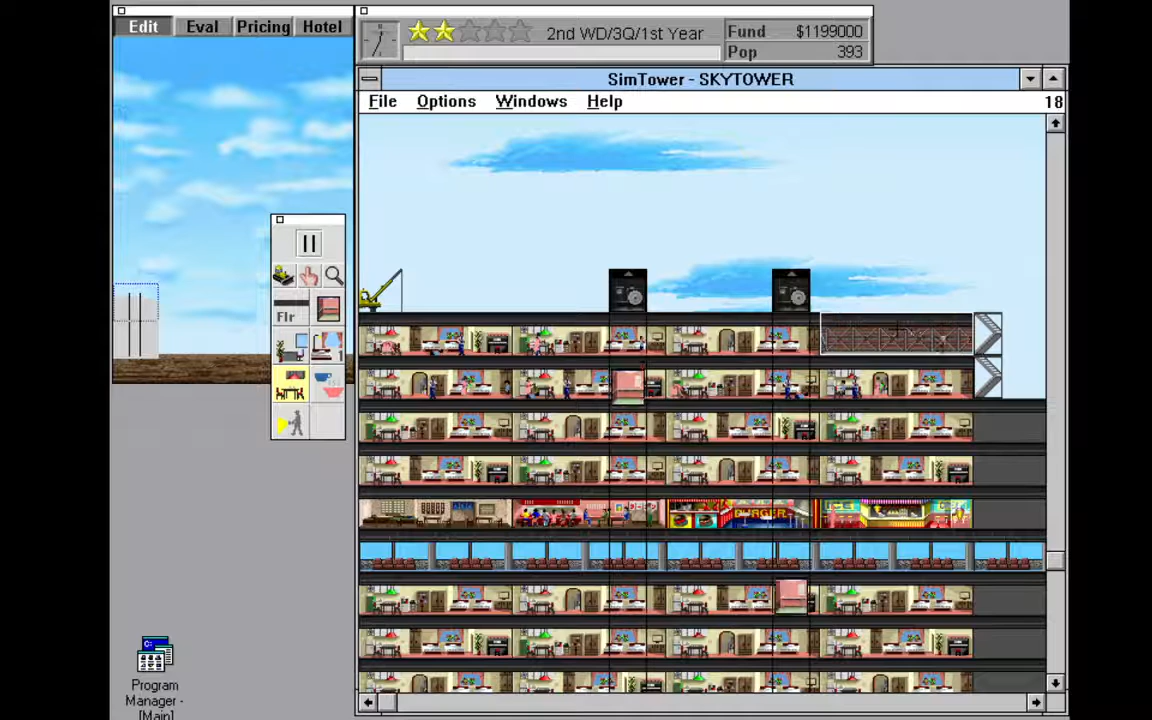 Edit Eval Pricing Hotel
2nd WD/3Q/1st Year
Fund $1199000
Pop 393
SimTower - SKYTOWER
File Options Windows Help
18
Flr
1
BURGER
C:\
Program
Manager -
[Main]